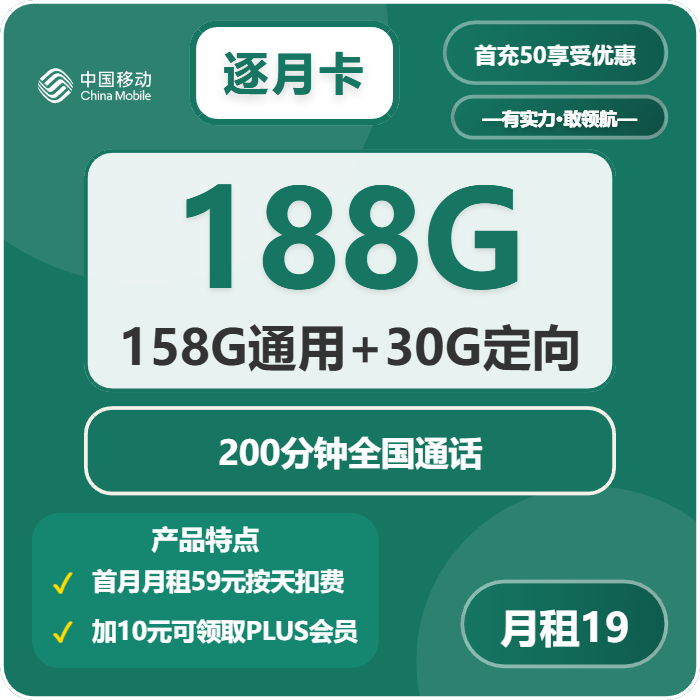 中国移动
China Mobile
逐月卡
首充50享受优惠
—有实力·敢领航—
188G
158G通用+30G定向
200分钟全国通话
产品特点
✓ 首月月租59元按天扣费
✓ 加10元可领取PLUS会员
月租19